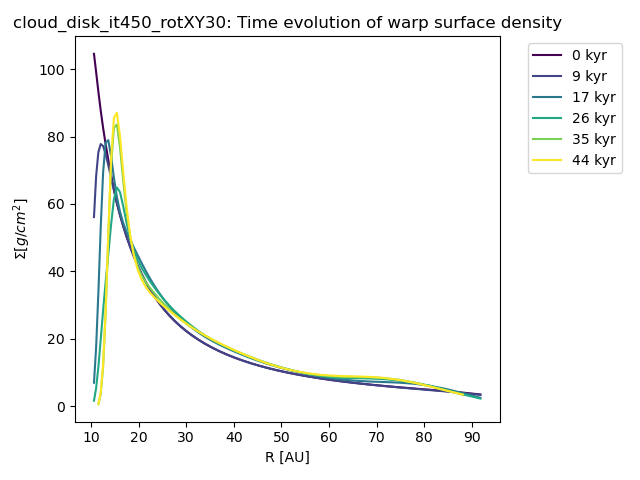 cloud_disk_it450_rotXY30: Time evolution of warp surface density
0 kyr
9 kyr
17 kyr
26 kyr
35 kyr
44 kyr
100
80
60
40
20
0
Σ[g/cm²]
10 20 30 40 50 60 70 80 90
R [AU]